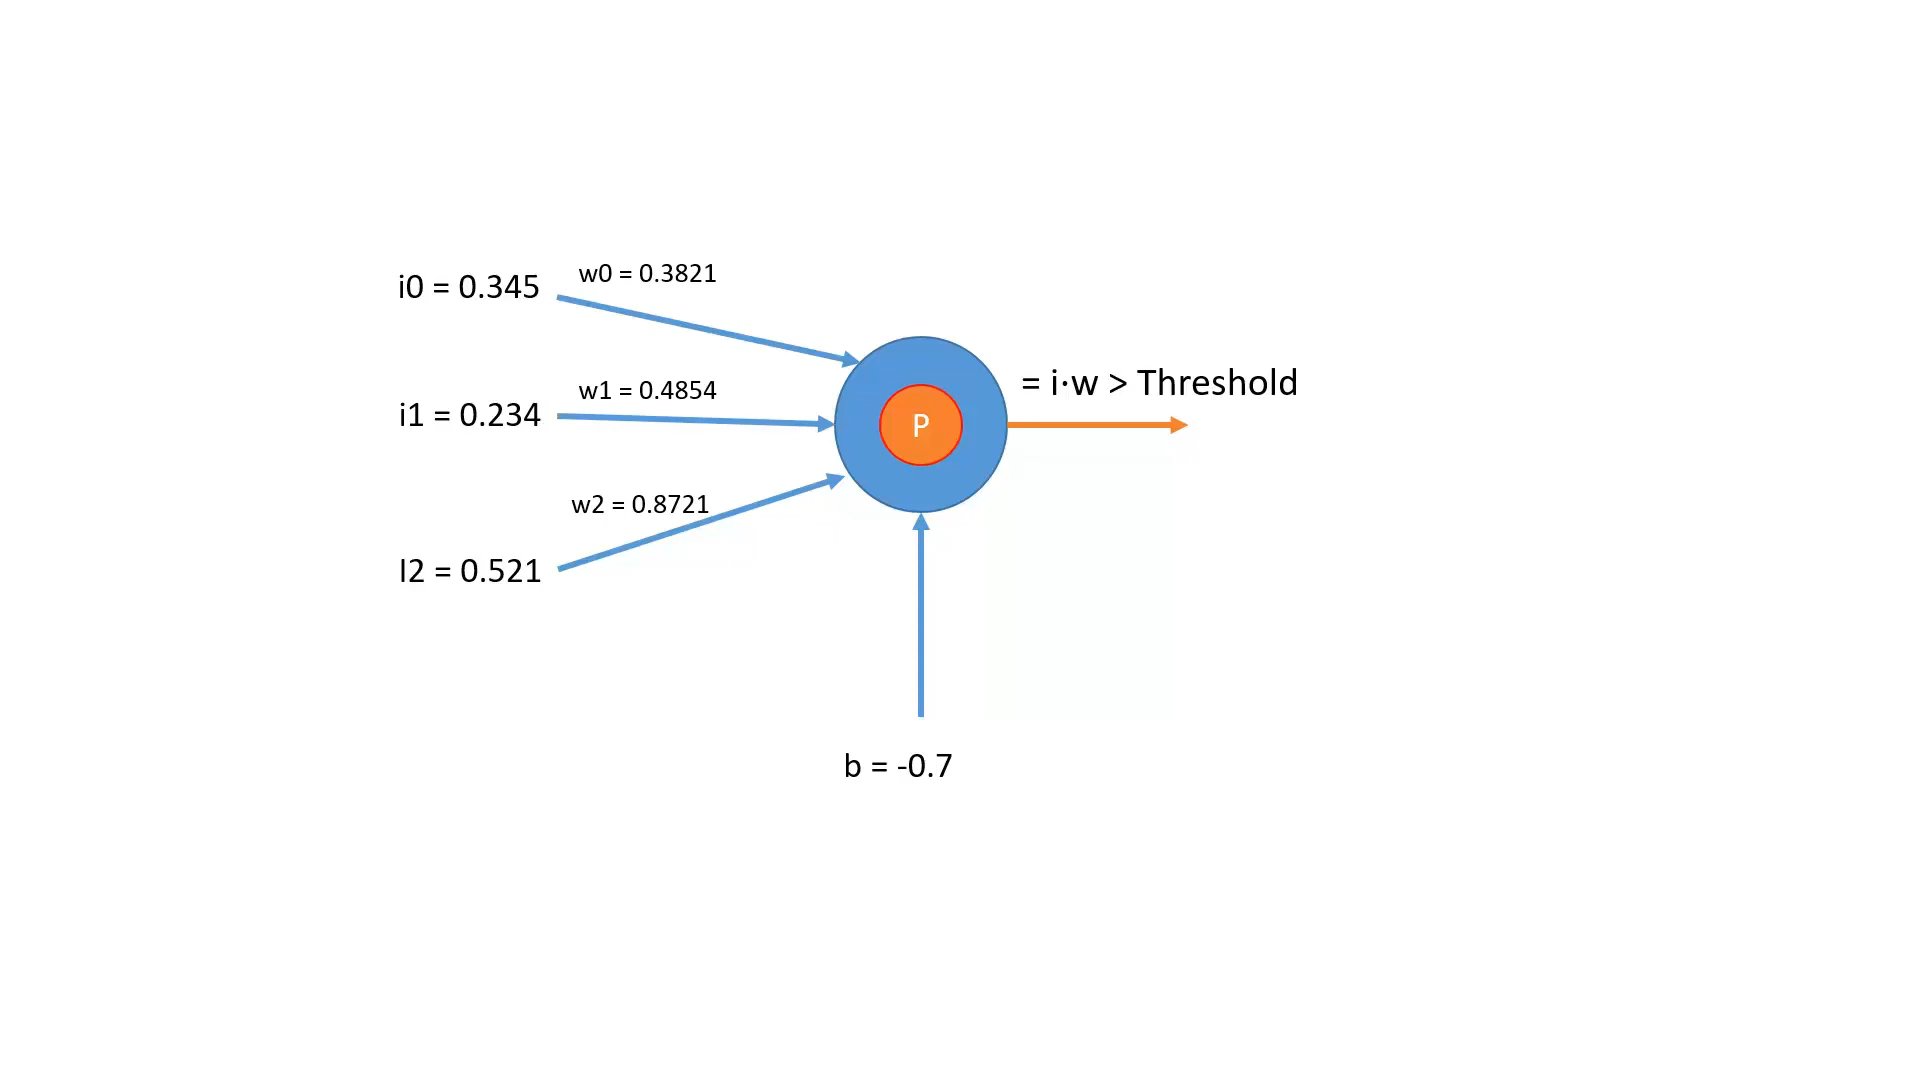 i0 = 0.345
w0 = 0.3821
i1 = 0.234
w1 = 0.4854
I2 = 0.521
w2 = 0.8721
P
= i·w > Threshold
b = -0.7